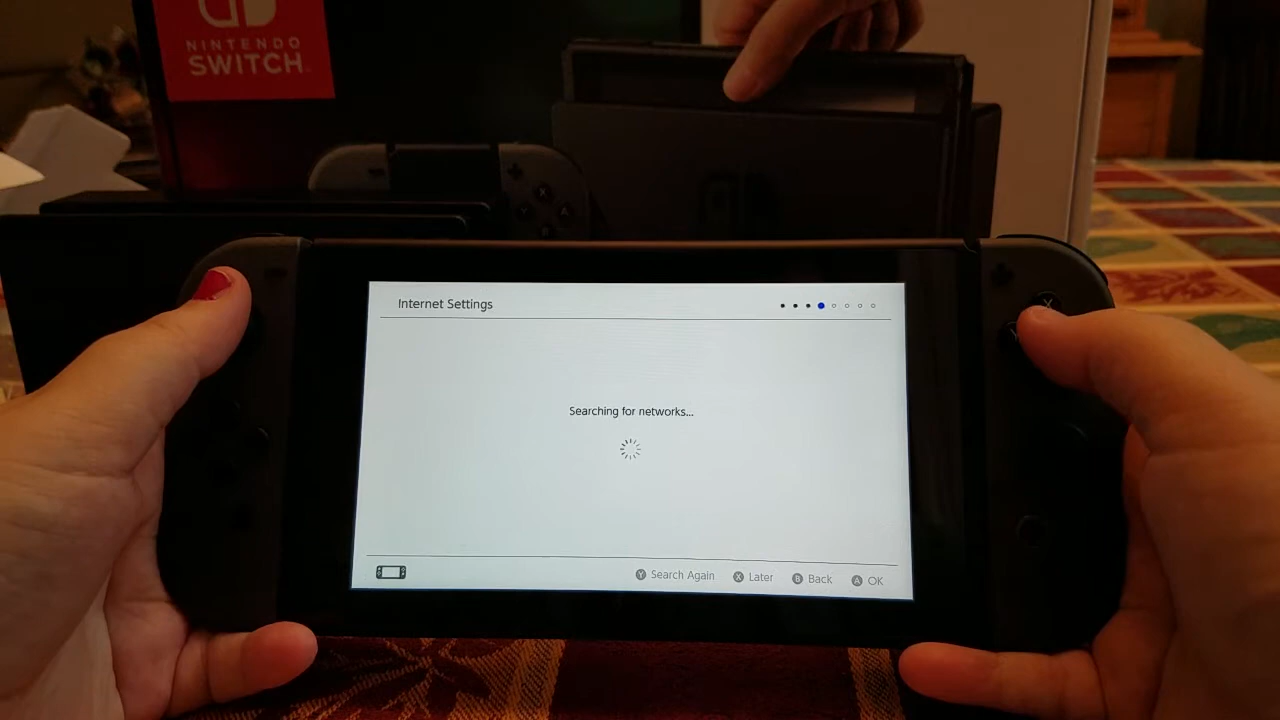 NINTENDO
SWITCH
X
A
X
Y
Internet Settings
Searching for networks...
Y Search Again X Later B Back A OK